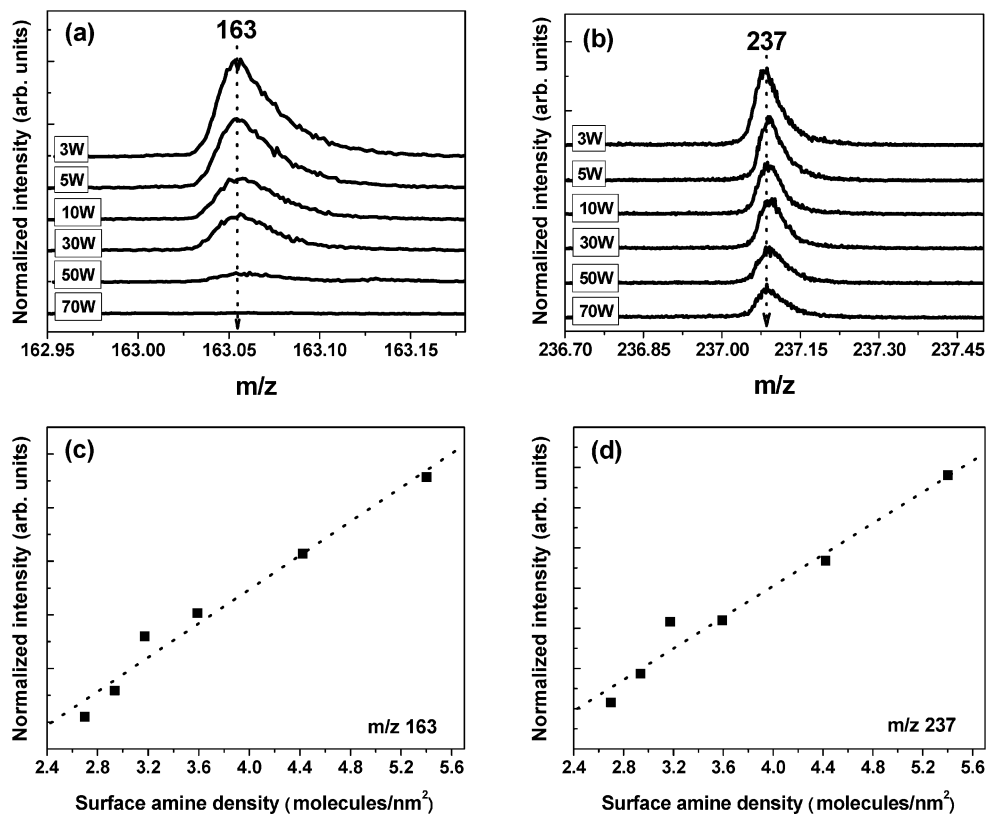 (a)
163
Normalized intensity (arb. units)
3W
5W
10W
30W
50W
70W
162.95 163.00 163.05 163.10 163.15
m/z
(b)
237
Normalized intensity (arb. units)
3W
5W
10W
30W
50W
70W
236.70 236.85 237.00 237.15 237.30 237.45
m/z
(c)
Normalized intensity (arb. units)
m/z 163
2.4 2.8 3.2 3.6 4.0 4.4 4.8 5.2 5.6
Surface amine density (molecules/nm²)
(d)
Normalized intensity (arb. units)
m/z 237
2.4 2.8 3.2 3.6 4.0 4.4 4.8 5.2 5.6
Surface amine density (molecules/nm²)